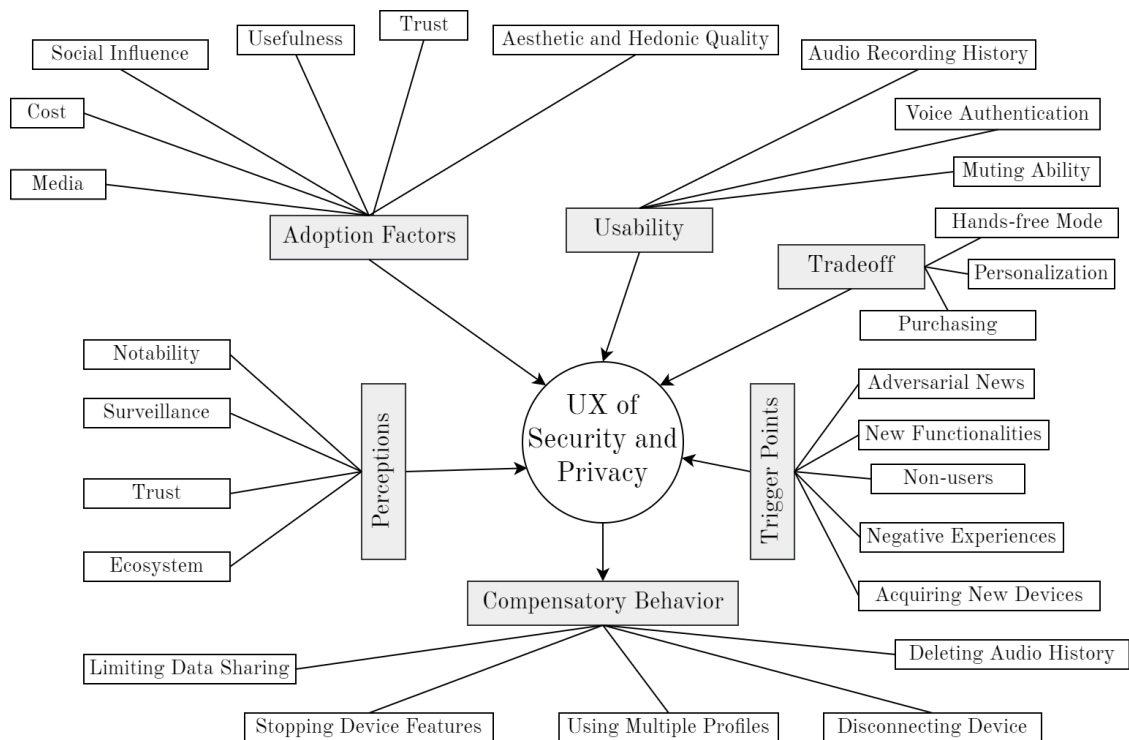 Trust
Usefulness
Aesthetic and Hedonic Quality
Social Influence
Audio Recording History
Cost
Voice Authentication
Media
Muting Ability
Adoption Factors
Usability
Hands-free Mode
Tradeoff
Personalization
Purchasing
Notability
Surveillance
Trust
Ecosystem
Perceptions
UX of
Security and
Privacy
Trigger Points
Adversarial News
New Functionalities
Non-users
Negative Experiences
Acquiring New Devices
Compensatory Behavior
Limiting Data Sharing
Deleting Audio History
Stopping Device Features
Using Multiple Profiles
Disconnecting Device